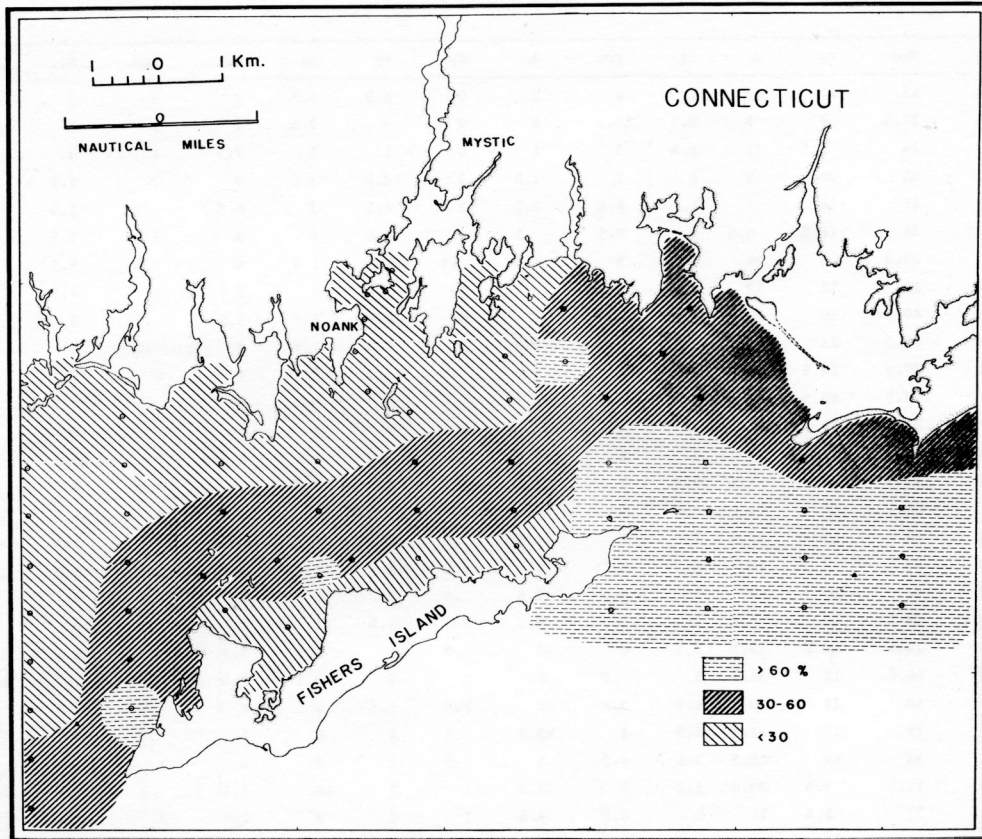 1 0 1 Km.
0
NAUTICAL MILES
CONNECTICUT
MYSTIC
NOANK
FISHERS ISLAND
>60 %
30-60
<30